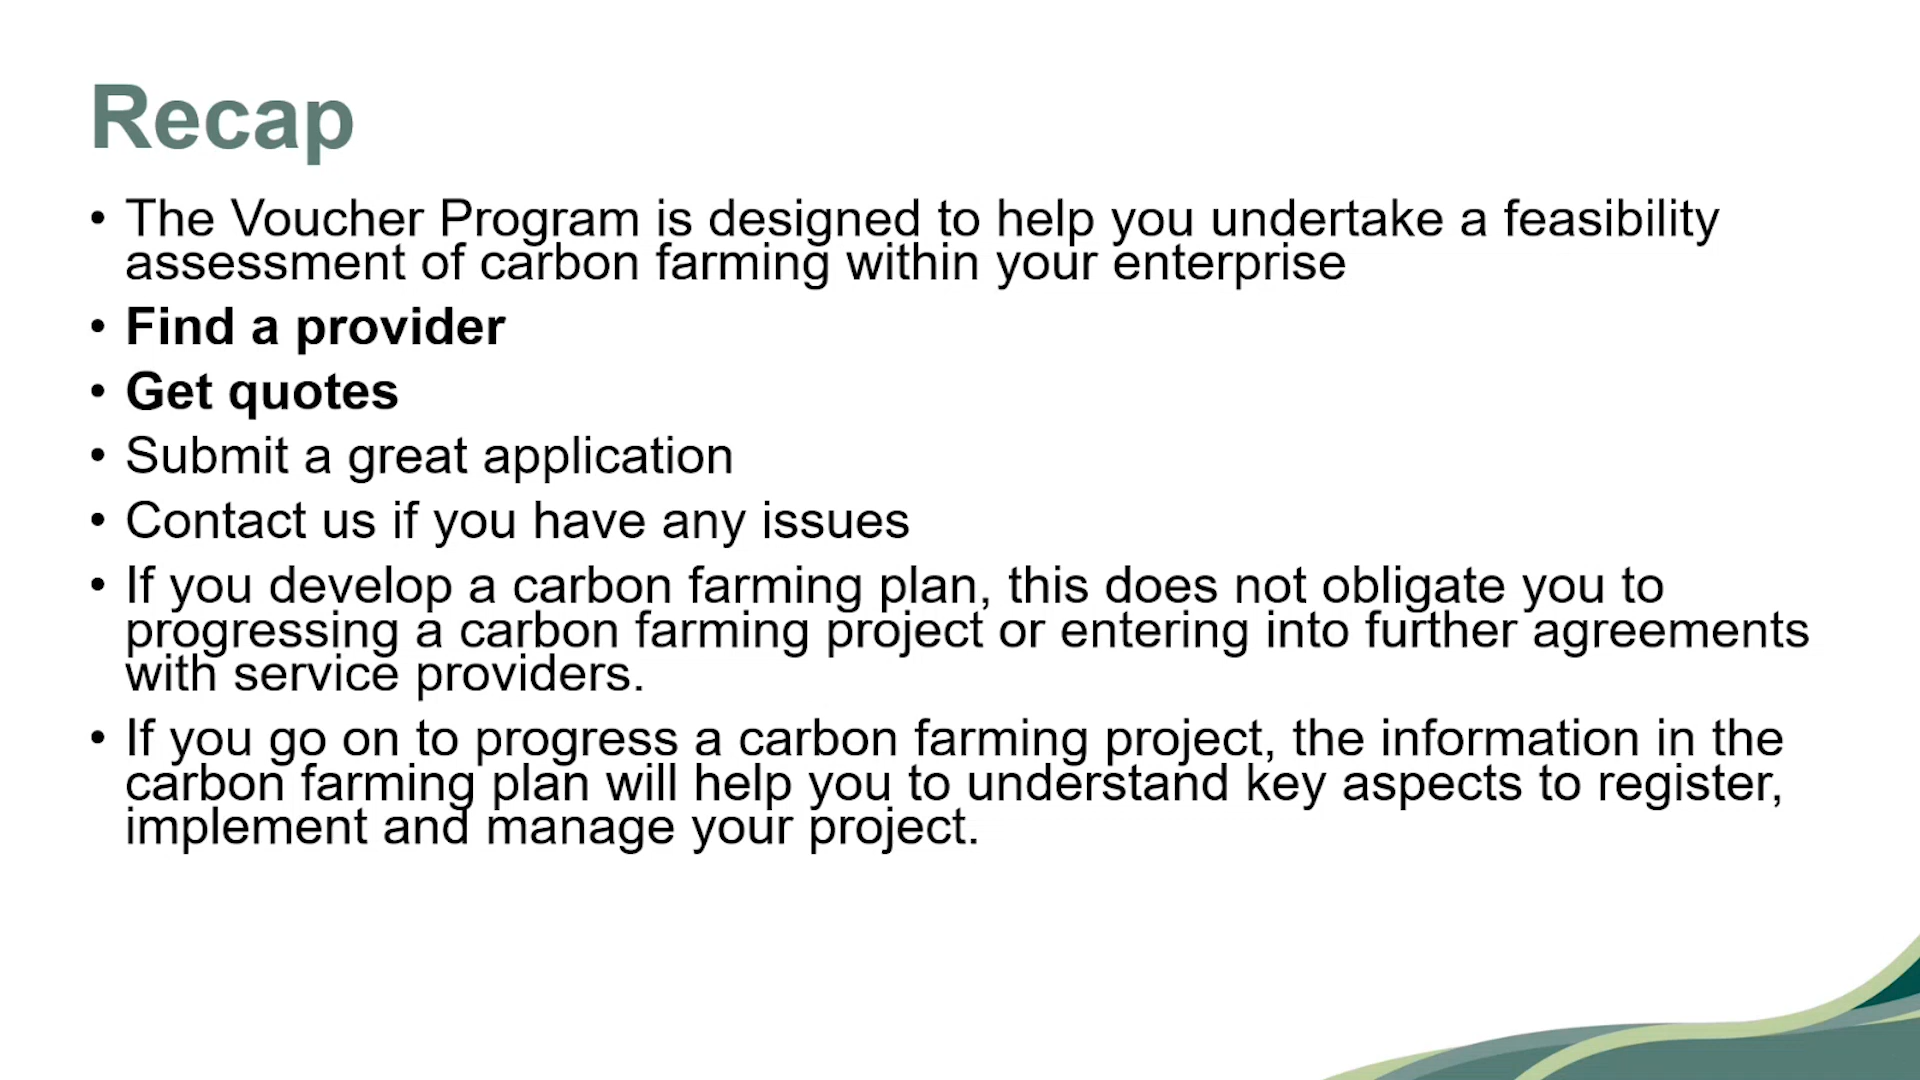 Recap
• The Voucher Program is designed to help you undertake a feasibility
assessment of carbon farming within your enterprise
• Find a provider
• Get quotes
• Submit a great application
• Contact us if you have any issues
• If you develop a carbon farming plan, this does not obligate you to
progressing a carbon farming project or entering into further agreements
with service providers.
• If you go on to progress a carbon farming project, the information in the
carbon farming plan will help you to understand key aspects to register,
implement and manage your project.